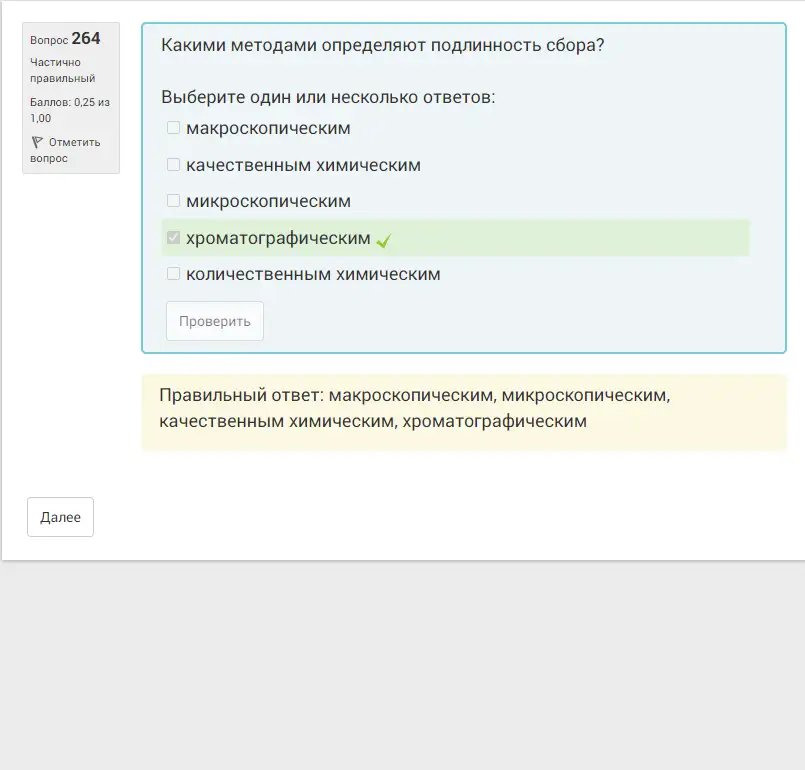 Вопрос 264
Частично
правильный
Баллов: 0,25 из
1,00
Отметить
вопрос
Какими методами определяют подлинность сбора?
Выберите один или несколько ответов:
макроскопическим
качественным химическим
микроскопическим
хроматографическим
количественным химическим
Проверить
Правильный ответ: макроскопическим, микроскопическим,
качественным химическим, хроматографическим
Далее